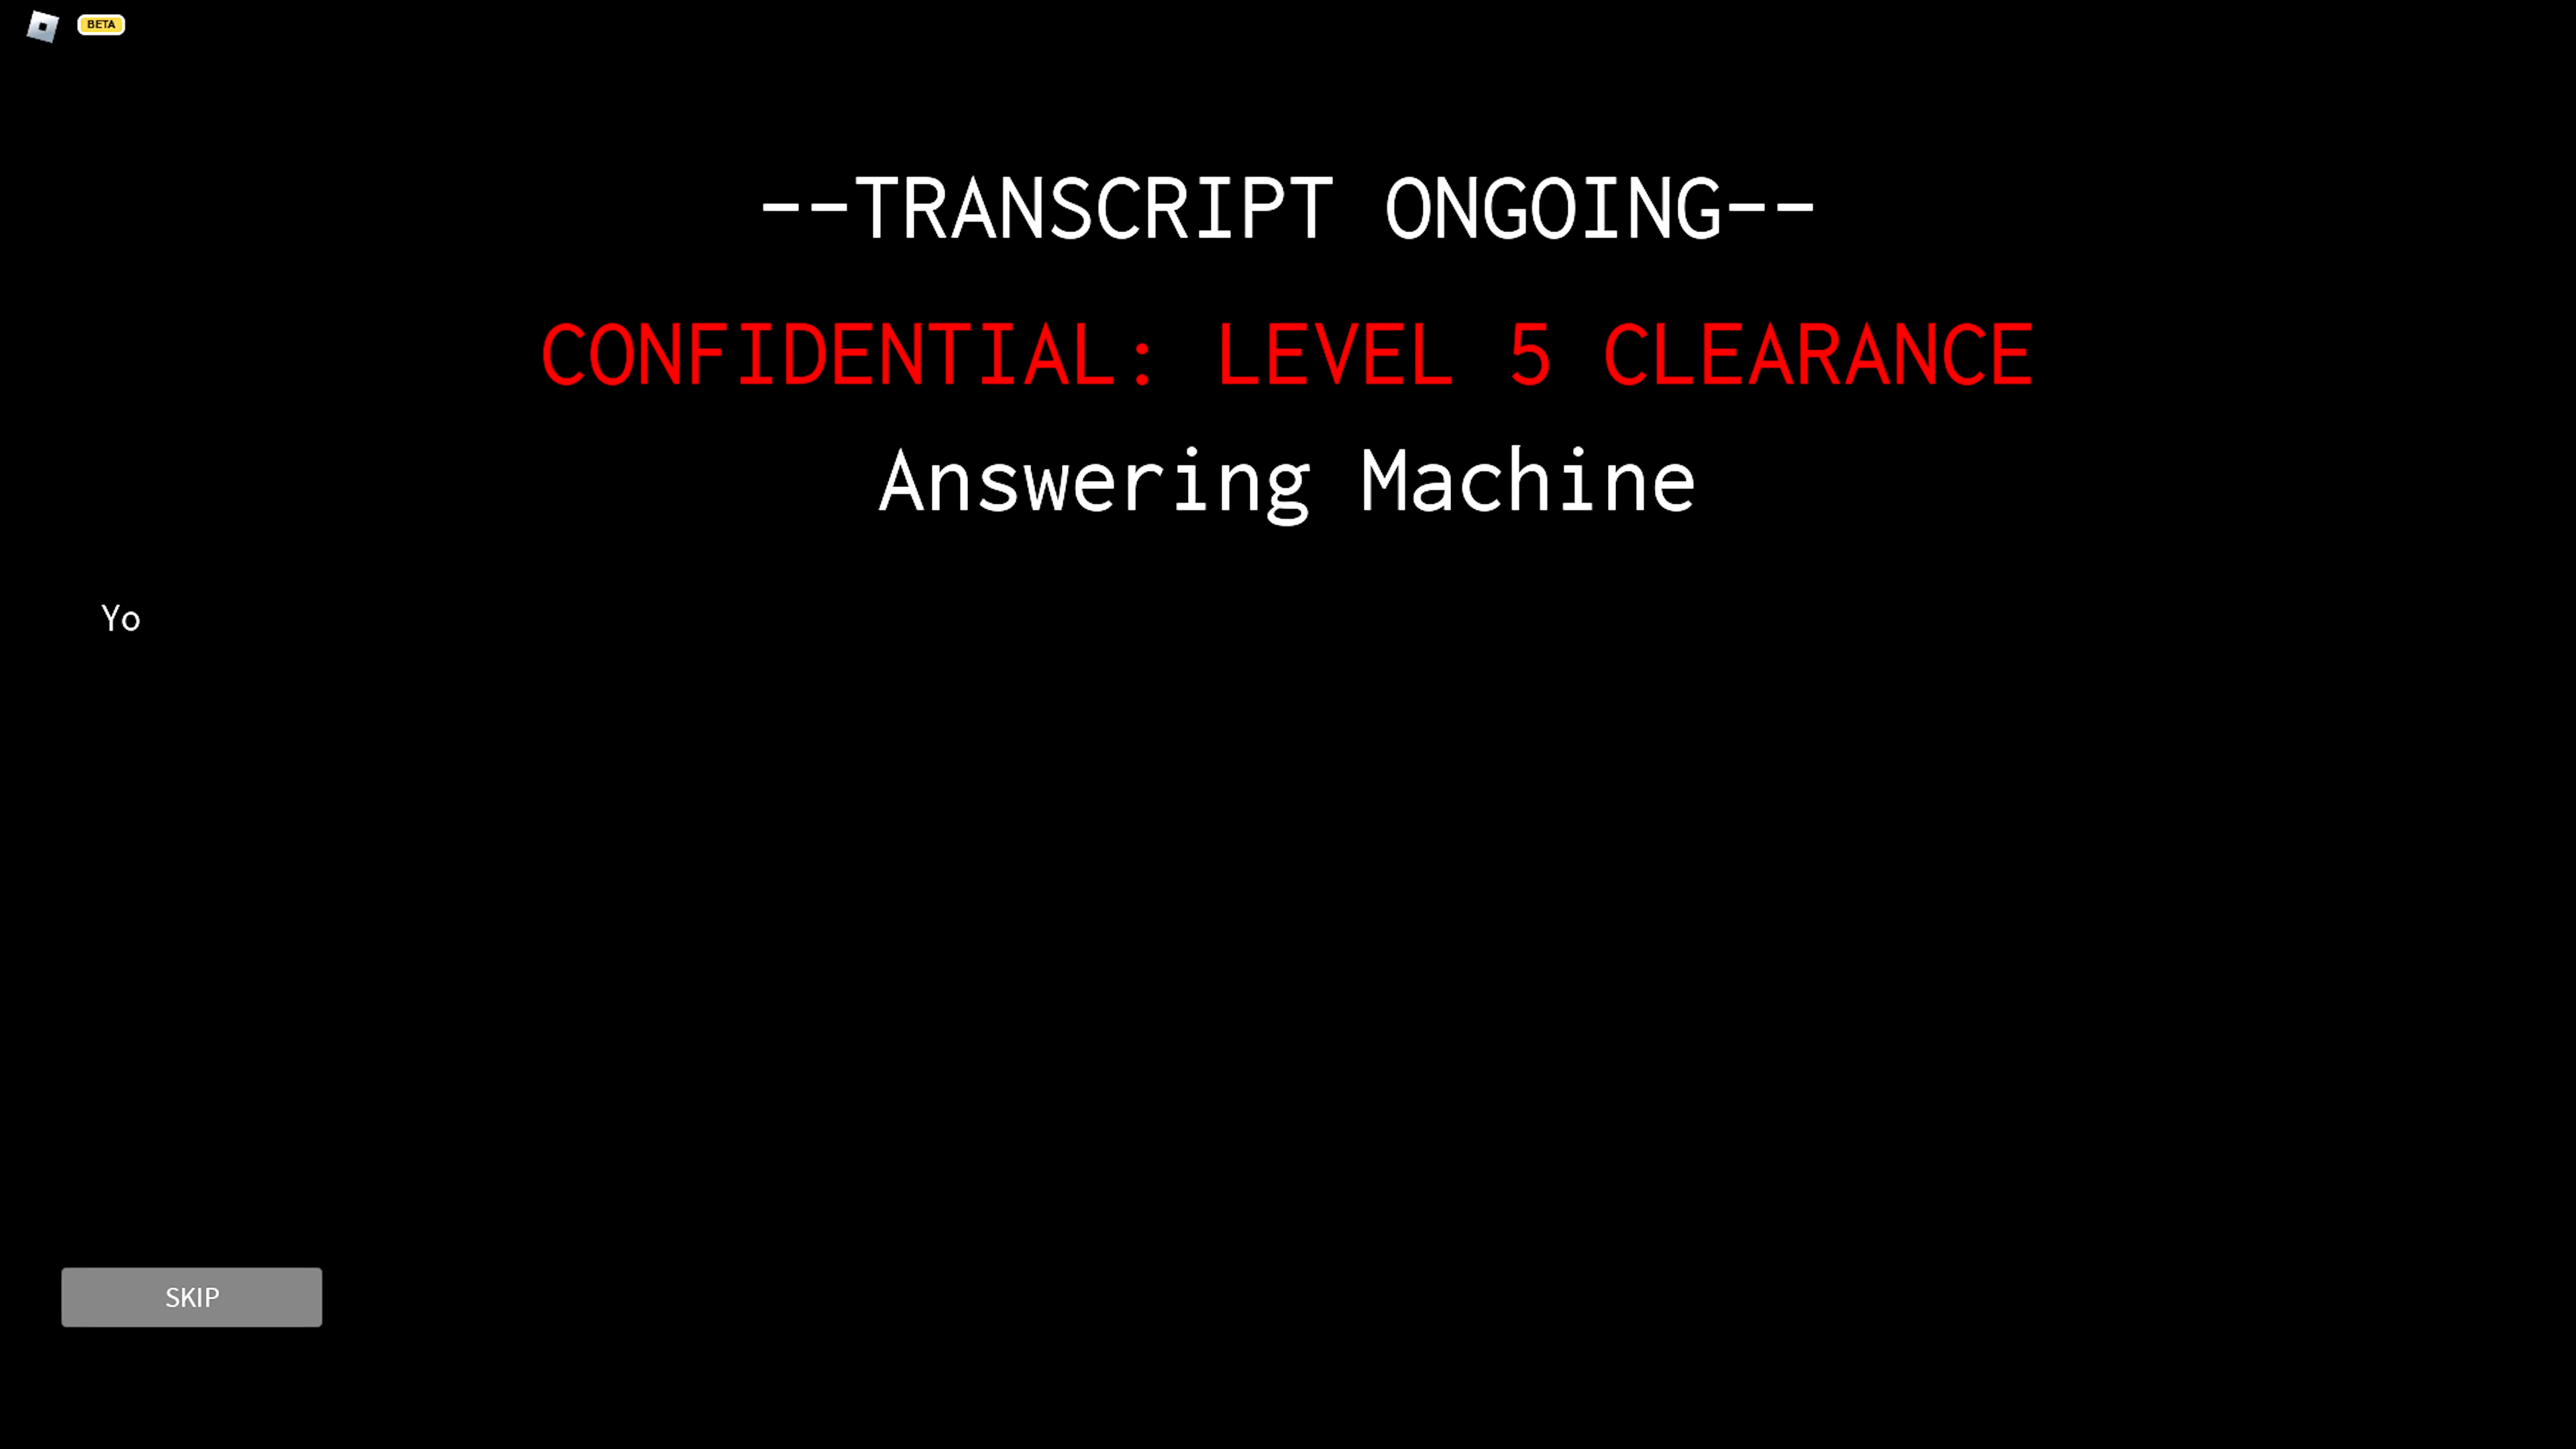 BETA
--TRANSCRIPT ONGOING--
CONFIDENTIAL: LEVEL 5 CLEARANCE
Answering Machine
Yo
SKIP